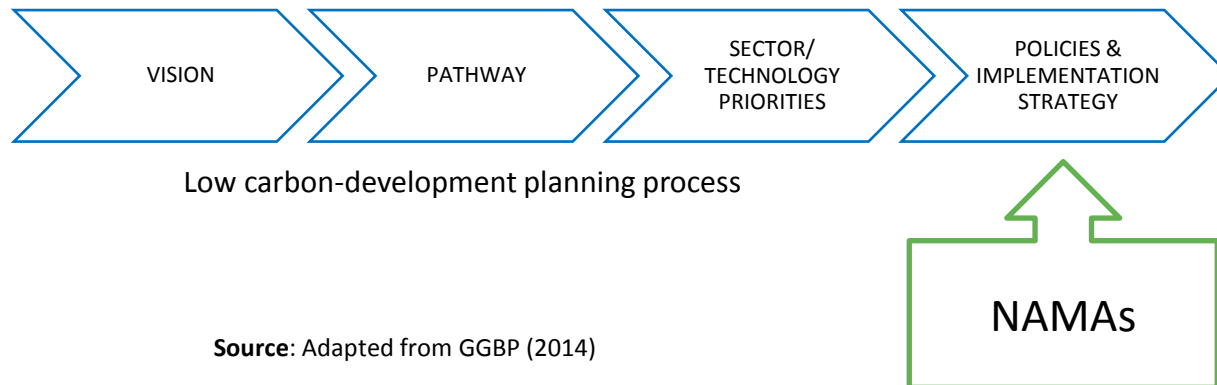 VISION
PATHWAY
SECTOR/
TECHNOLOGY
PRIORITIES
POLICIES &
IMPLEMENTATION
STRATEGY
Low carbon-development planning process
NAMAs
Source: Adapted from GGBP (2014)